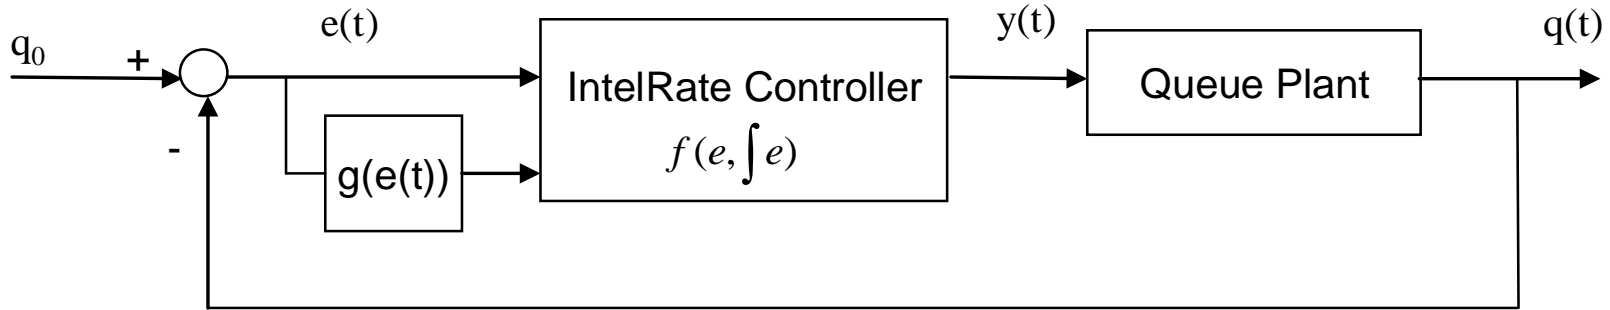 q₀
+
-
e(t)
g(e(t))
IntelRate Controller
f(e,∫e)
y(t)
Queue Plant
q(t)